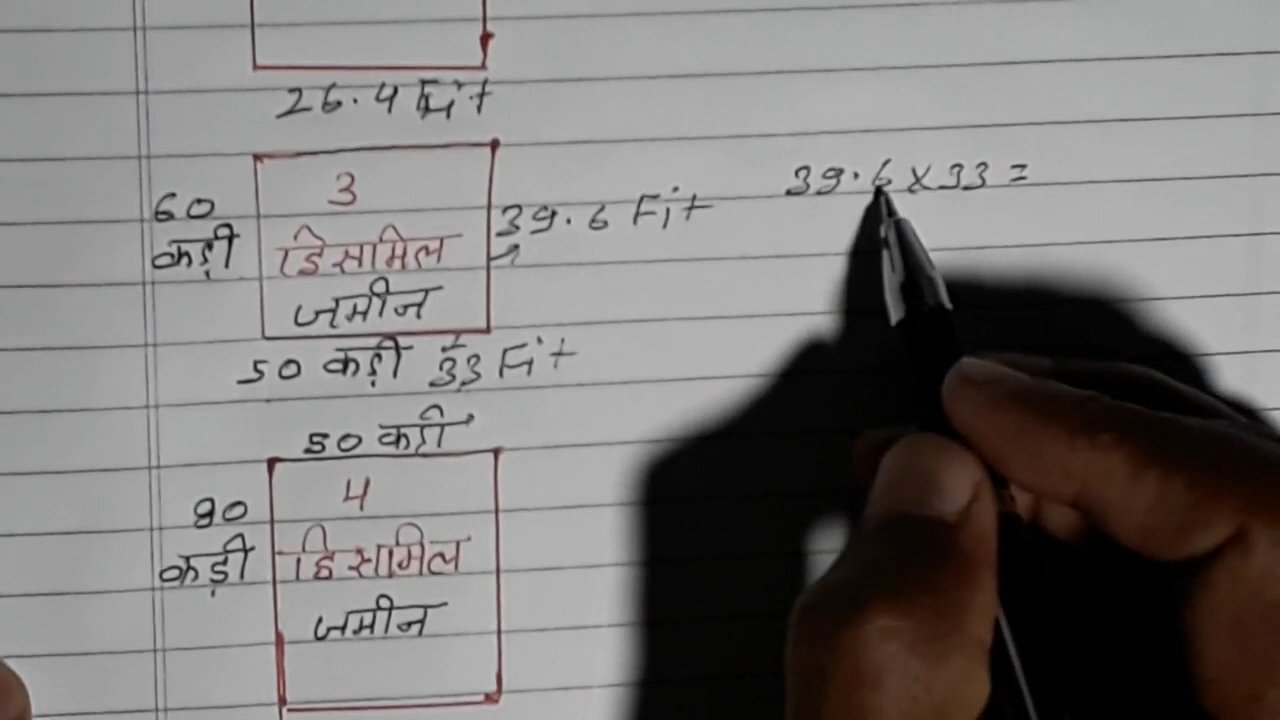 26.4 Fit
3
60 कड़ी
डिसामिल
जमीन
39.6 Fit
39.6 x 33 =
50 कड़ी 33 Fit
50 कड़ी
4
80 कड़ी
डिसामिल
जमीन